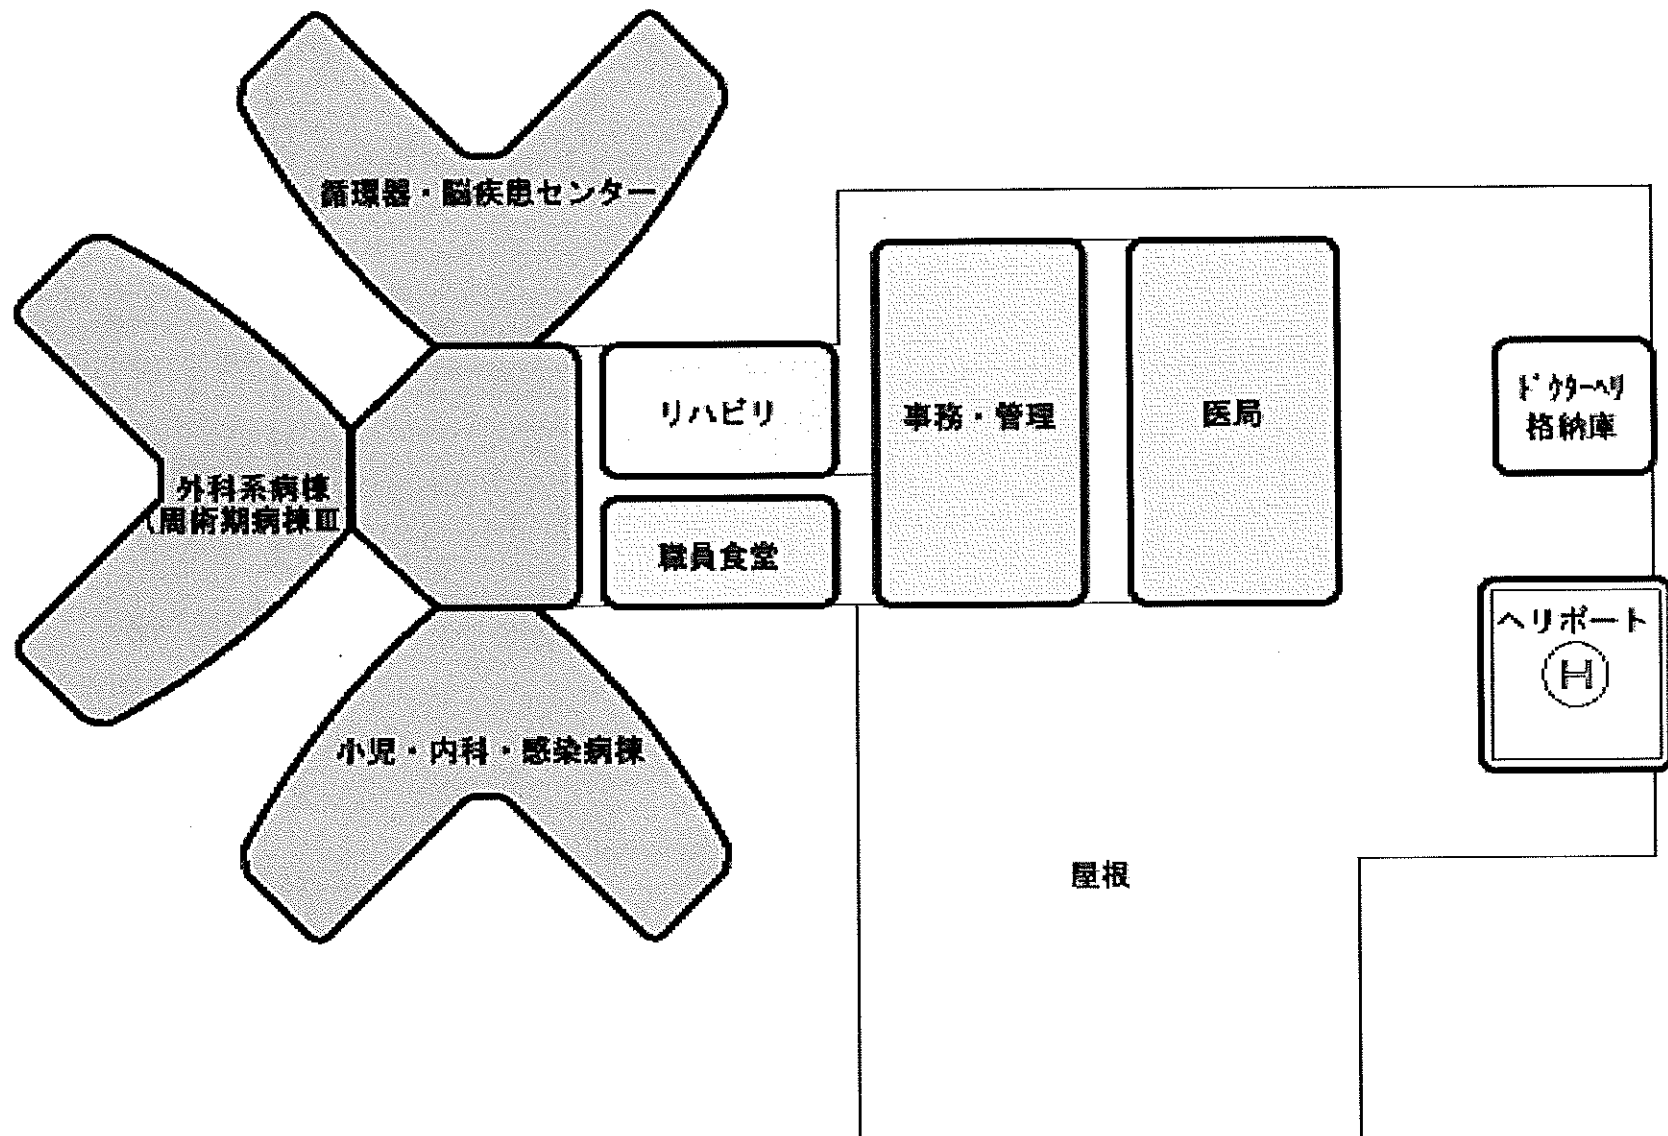 循環器・脳疾患センター
リハビリ
事務・管理
医局
ドクターヘリ
格納庫
外科系病棟
（周術期病棟Ⅲ
職員食堂
ヘリポート
H
小児・内科・感染病棟
屋根